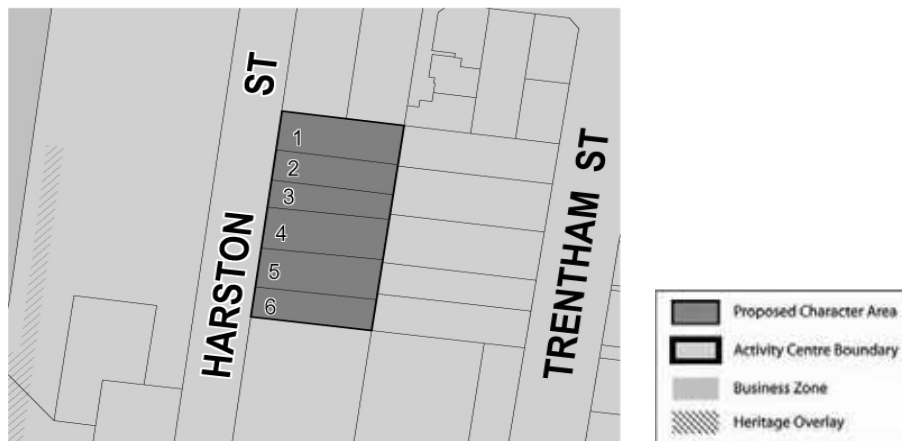 HARSTON ST
1
2
3
4
5
6
TRENTHAM ST
Proposed Character Area
Activity Centre Boundary
Business Zone
Heritage Overlay